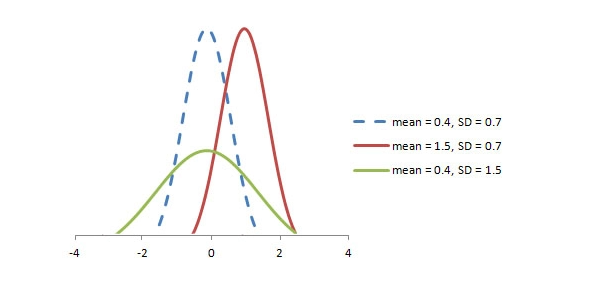 mean = 0.4, SD = 0.7
mean = 1.5, SD = 0.7
mean = 0.4, SD = 1.5
-4 -2 0 2 4